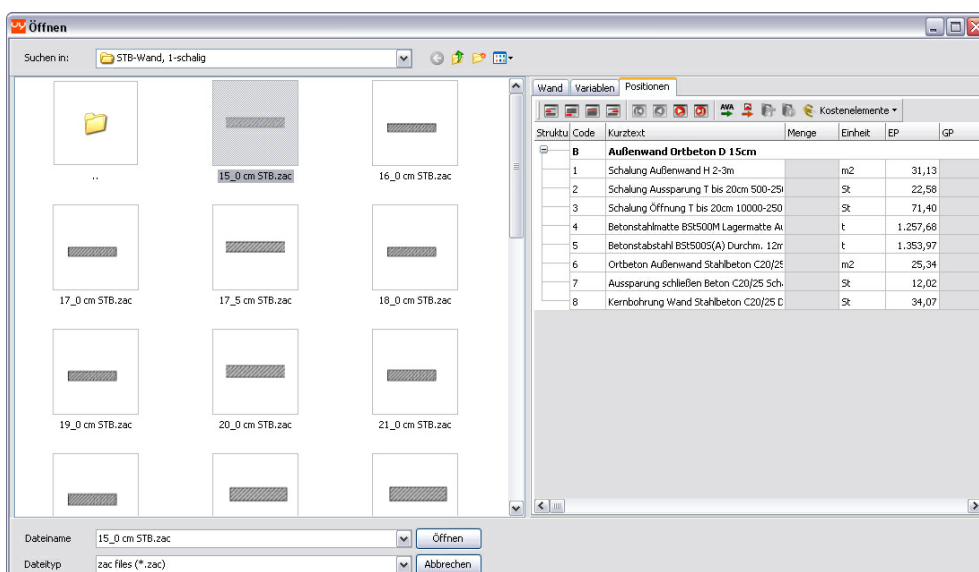 Öffnen
Suchen in: STB-Wand, 1-schalig
..
15_0 cm STB.zac
16_0 cm STB.zac
17_0 cm STB.zac
17_5 cm STB.zac
18_0 cm STB.zac
19_0 cm STB.zac
20_0 cm STB.zac
21_0 cm STB.zac
Dateiname 15_0 cm STB.zac Öffnen
Dateityp zac files (*.zac) Abbrechen
Wand Variablen Positionen
AVA Kostenelemente
Struktu Code Kurztext Menge Einheit EP GP
B Außenwand Ortbeton D 15cm
1 Schalung Außenwand H 2-3m m2 31,13
2 Schalung Aussparung T bis 20cm 500-25 St 22,58
3 Schalung Öffnung T bis 20cm 10000-250 St 71,40
4 Betonstahlmatte BSt500M Lagermatte Au t 1.257,68
5 Betonstabstahl BSt500S(A) Durchm. 12m t 1.353,97
6 Ortbeton Außenwand Stahlbeton C20/25 m2 25,34
7 Aussparung schließen Beton C20/25 Sch St 12,02
8 Kernbohrung Wand Stahlbeton C20/25 D St 34,07